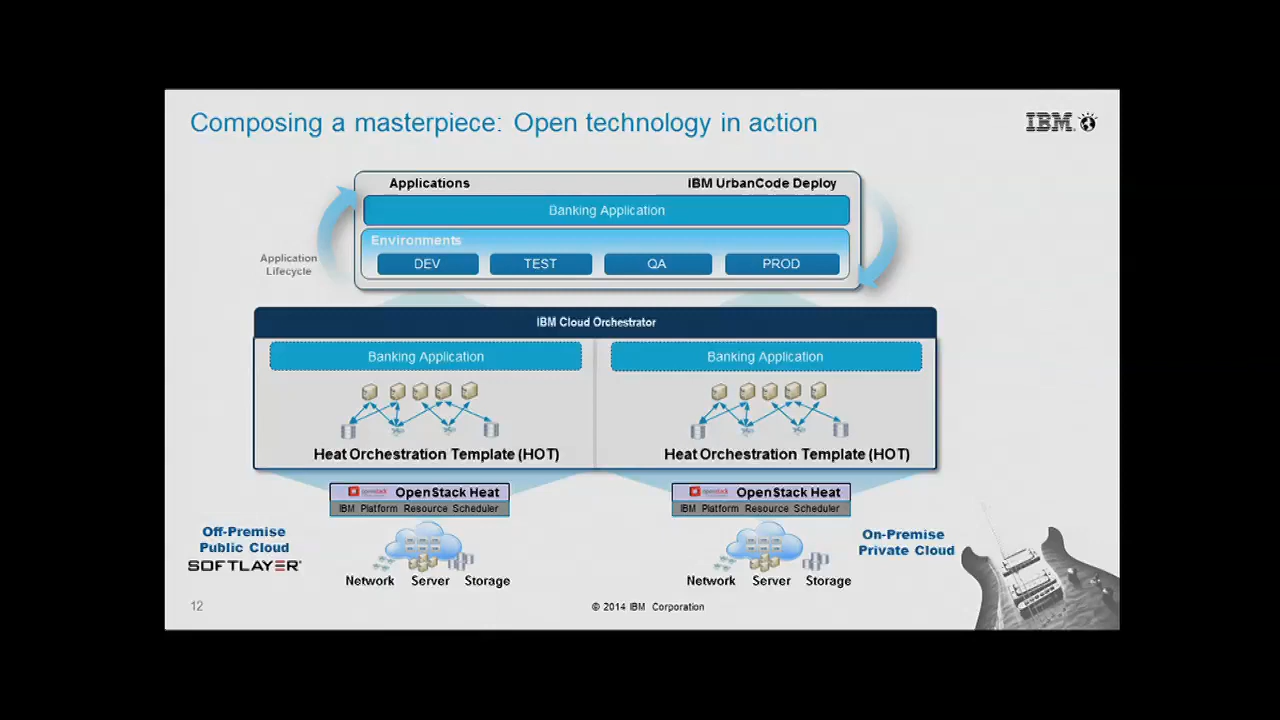 Composing a masterpiece: Open technology in action
IBM
Applications
IBM UrbanCode Deploy
Banking Application
Environments
DEV
TEST
QA
PROD
Application
Lifecycle
IBM Cloud Orchestrator
Banking Application
Banking Application
Heat Orchestration Template (HOT)
Heat Orchestration Template (HOT)
openstack OpenStack Heat
IBM Platform Resource Scheduler
openstack OpenStack Heat
IBM Platform Resource Scheduler
Off-Premise
Public Cloud
SOFTLAYER
On-Premise
Private Cloud
Network Server Storage
Network Server Storage
12
© 2014 IBM Corporation